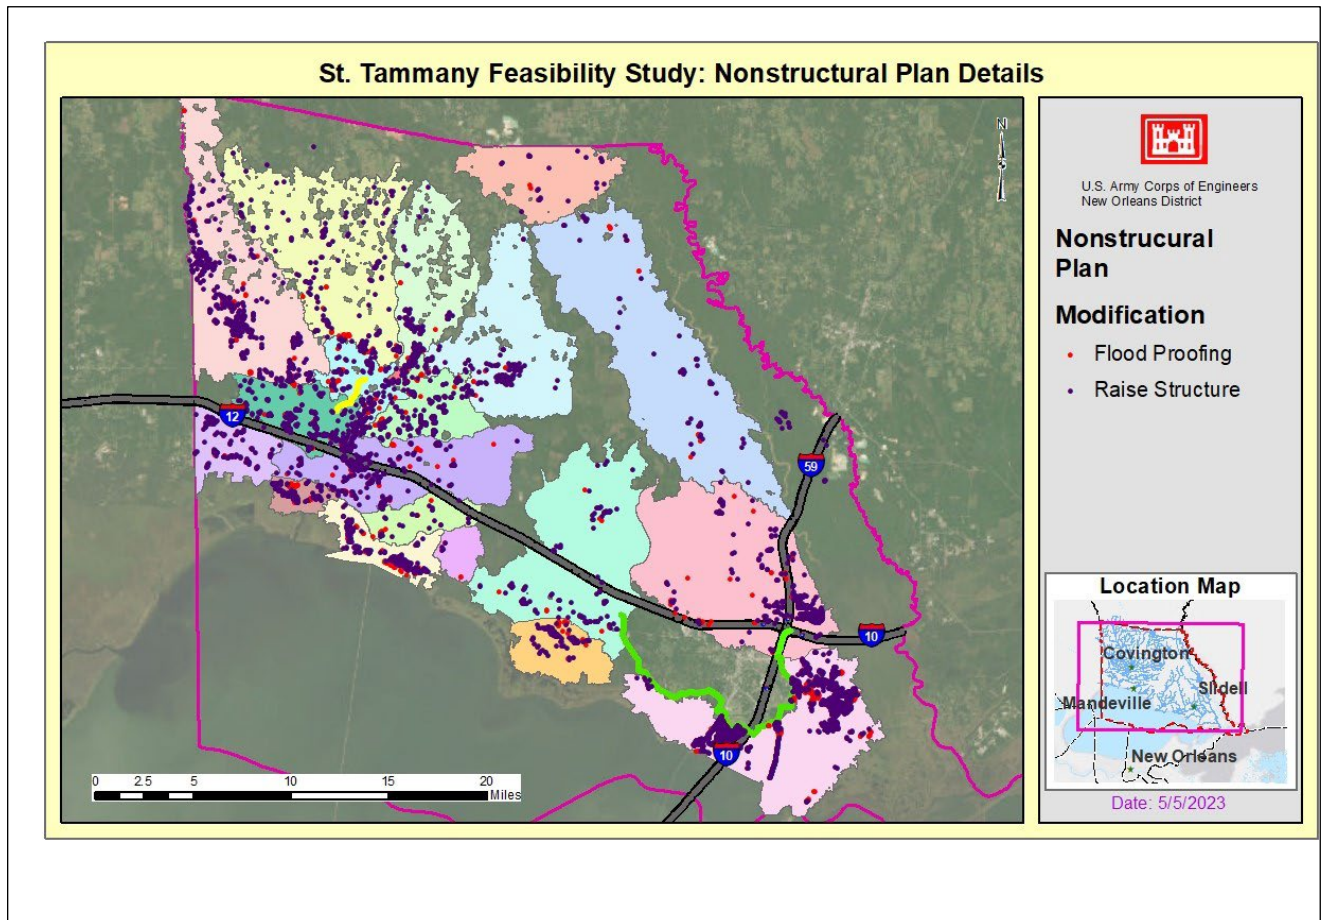 St. Tammany Feasibility Study: Nonstructural Plan Details
N
12
59
10
10
0 2.5 5 10 15 20
Miles
U.S. Army Corps of Engineers
New Orleans District
Nonstrucural
Plan
Modification
Flood Proofing
Raise Structure
Location Map
Covington
Slidell
Mandeville
New Orleans
Date: 5/5/2023